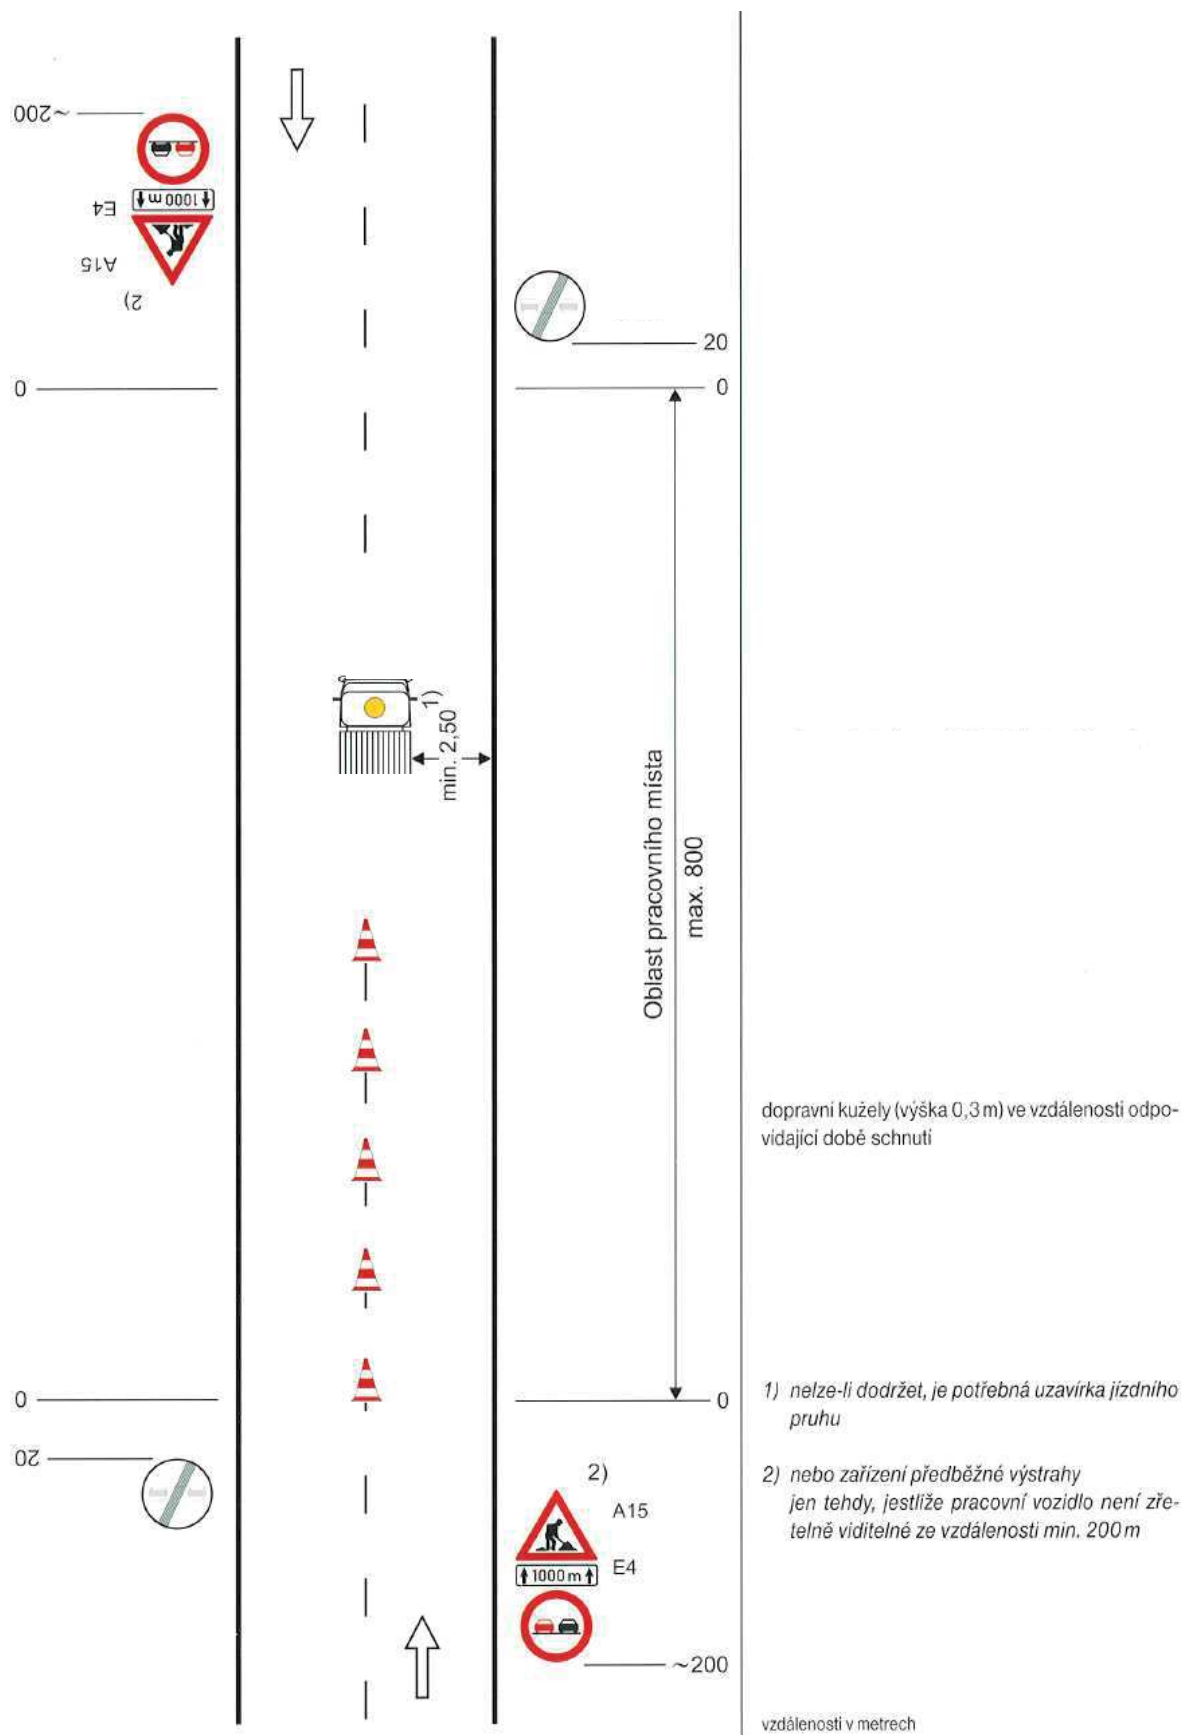 ~200
1000 m
E4
A15
2)
20
0
0
1)
min. 2,50
Oblast pracovního místa
max. 800
dopravní kužely (výška 0,3 m) ve vzdálenosti odpo-
vídající době schnutí
0
0
1) nelze-li dodržet, je potřebná uzavírka jízdního
pruhu
20
2)
2) nebo zařízení předběžné výstrahy
jen tehdy, jestliže pracovní vozidlo není zře-
telně viditelné ze vzdálenosti min. 200 m
A15
E4
1000 m
~200
vzdálenosti v metrech